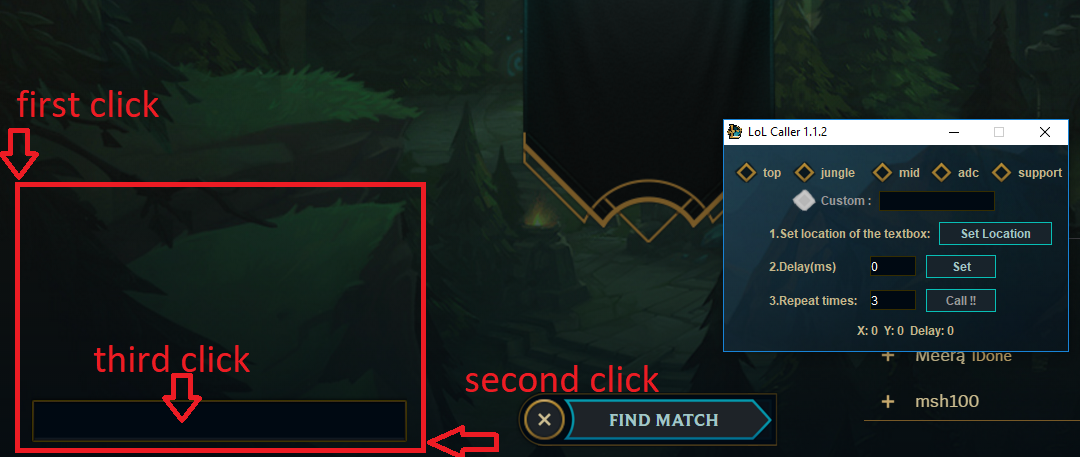 first click
LoL Caller 1.1.2
top jungle mid adc support
Custom :
1.Set location of the textbox: Set Location
2.Delay(ms) 0 Set
3.Repeat times: 3 Call !!
X: 0 Y: 0 Delay: 0
third click
second click
+ Meerą lDone
+ msh100
FIND MATCH